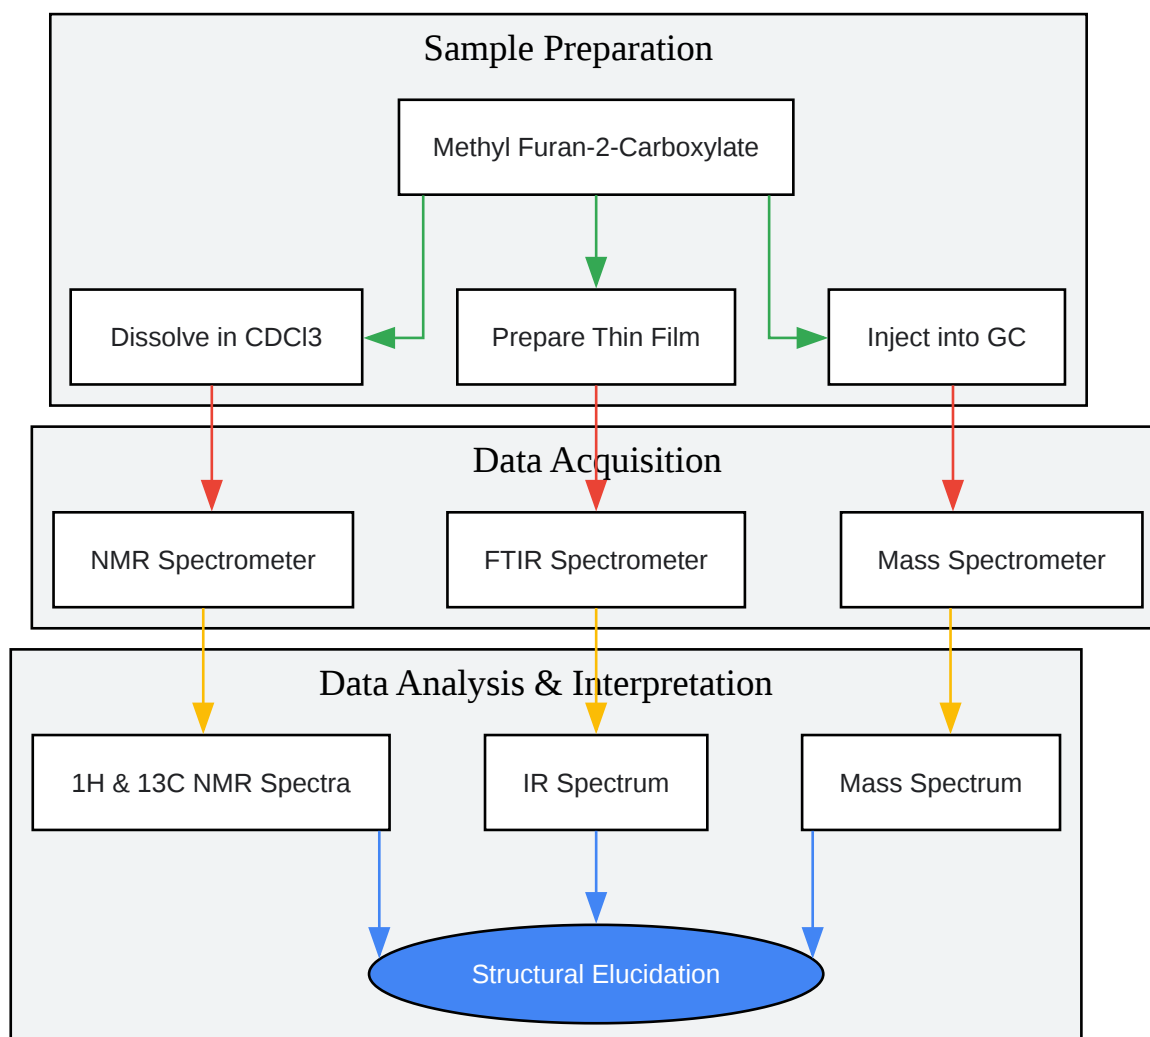 Sample Preparation
Methyl Furan-2-Carboxylate
Dissolve in CDCl3
Prepare Thin Film
Inject into GC
Data Acquisition
NMR Spectrometer
FTIR Spectrometer
Mass Spectrometer
Data Analysis & Interpretation
1H & 13C NMR Spectra
IR Spectrum
Mass Spectrum
Structural Elucidation